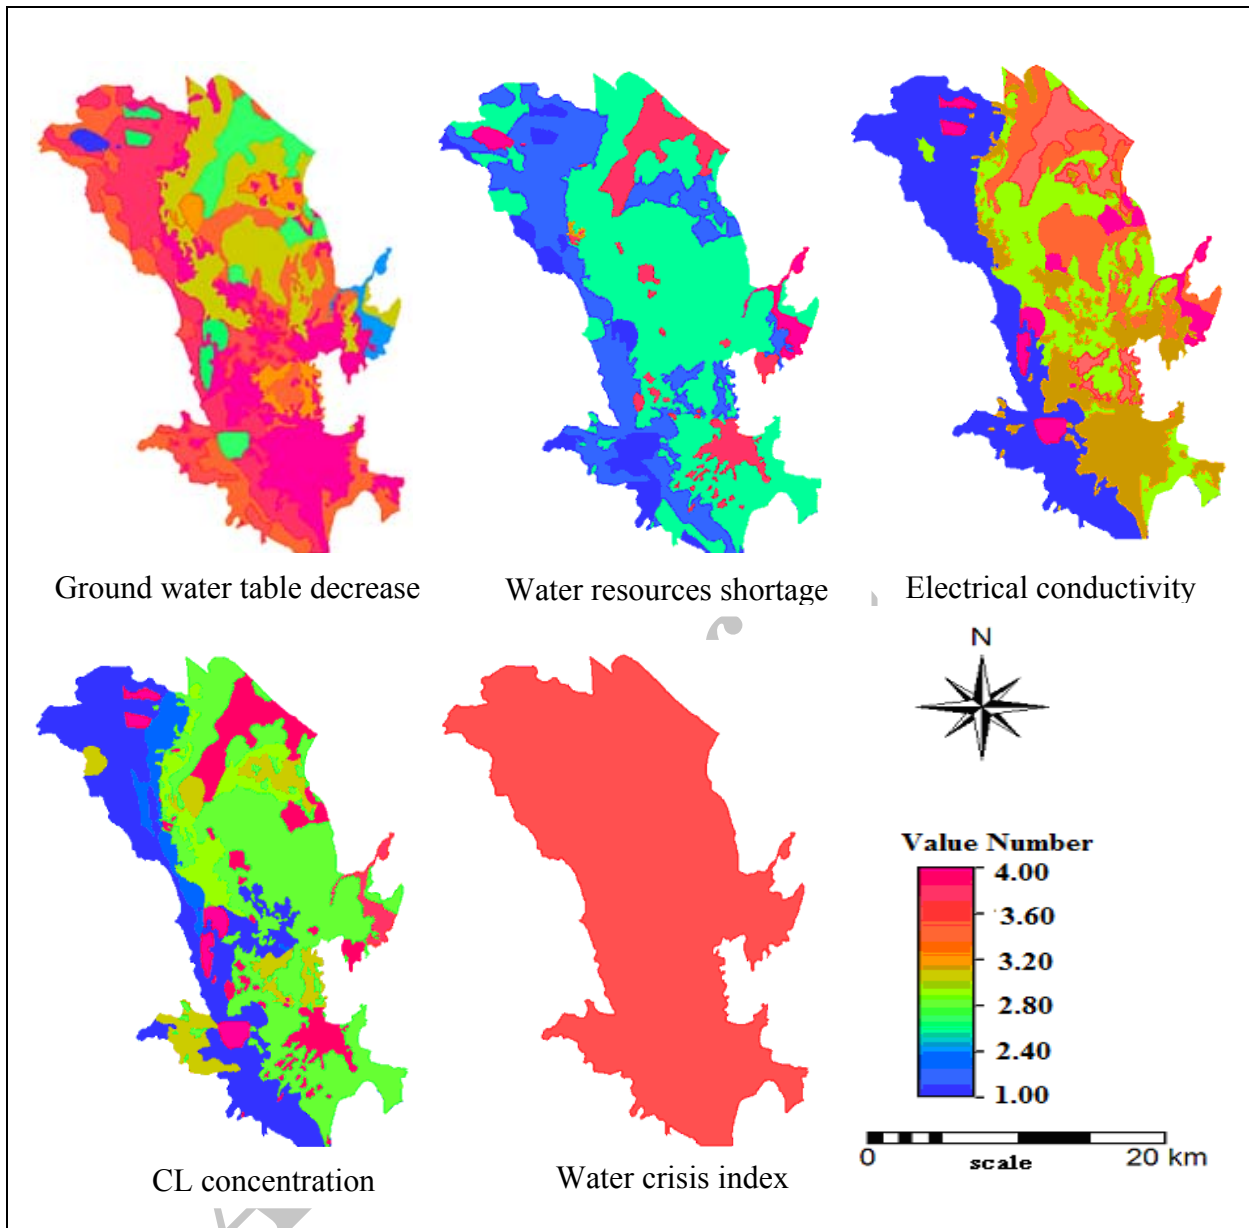 Ground water table decrease
Water resources shortage
Electrical conductivity
CL concentration
Water crisis index
N
Value Number
4.00
3.60
3.20
2.80
2.40
1.00
0
scale
20 km